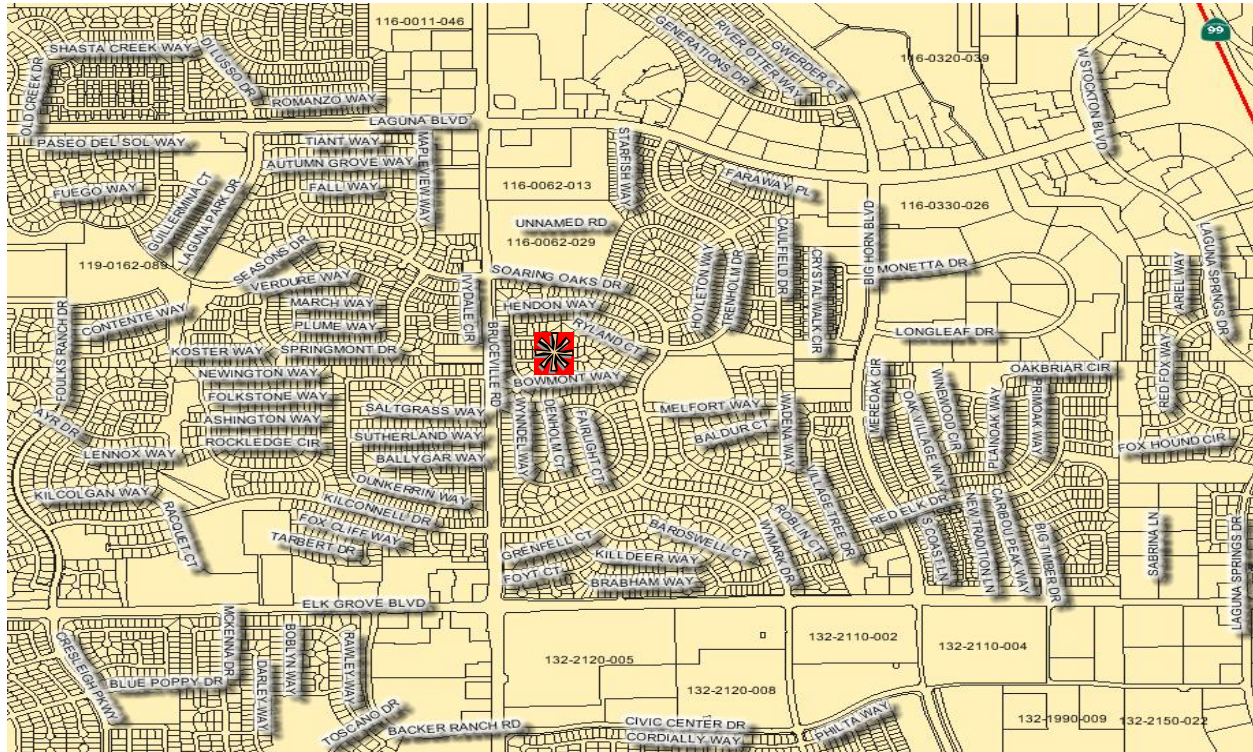 116-0011-046
GWERDER CT
RIVER OTTER WAY
GENERATIONS DR
99
SHASTA CREEK WAY
DI LUSSO DR
116-0320-039
W STOCKTON BLVD
OLD CREEK DR
ROMANZO WAY
LAGUNA BLVD
PASEO DEL SOL WAY
TIANT WAY
MAPLEVIEW WAY
STARFISH WAY
AUTUMN GROVE WAY
FUEGO WAY
FALL WAY
116-0062-013
FARAWAY PL
GUILLERMINA CT
LAGUNA PARK DR
116-0330-026
UNNAMED RD
116-0062-029
CAULFIELD DR
BIG HORN BLVD
LAGUNA SPRINGS DR
119-0162-089
SEASONS DR
VERDURE WAY
IVYDALE CIR
SOARING OAKS DR
HOYLETON WAY
TRENHOLM DR
CRYSTAL WALK CIR
MONETTA DR
ARIEL WAY
MARCH WAY
HENDON WAY
FOULKS RANCH DR
CONTENTE WAY
PLUME WAY
BRUCEVILLE RD
RYLAND CT
LONGLEAF DR
KOSTER WAY
SPRINGMONT DR
RED FOX WAY
NEWINGTON WAY
BOWMONT WAY
OAKBRIAR CIR
FOLKSTONE WAY
MEREOAK CIR
WINEWOOD CIR
PRIMOAK WAY
AYR DR
ASHINGTON WAY
SALTGRASS WAY
WYNNDEL WAY
DENHOLM CT
FAIRLIGHT CT
MELFORT WAY
WADENA WAY
OAK VILLAGE WAY
PLAINOAK WAY
ROCKLEDGE CIR
SUTHERLAND WAY
BALDUR CT
FOX HOUND CIR
LENNOX WAY
BALLYGAR WAY
KILCOLGAN WAY
DUNKERRIN WAY
VILLAGE TREE DR
RACQUET CT
KILCONNELL DR
RED ELK DR
FOX CLIFF WAY
ROBLIN CT
S COAST LN
NEW TRADITION LN
CARIBOU PEAK WAY
BIG TIMBER DR
SABRINA LN
TARBERT DR
GRENFELL CT
BARDSWELL CT
WYMARK DR
KILLDEER WAY
FOYT CT
BRABHAM WAY
LAGUNA SPRINGS DR
ELK GROVE BLVD
MCKENNA DR
BOBLYN WAY
RAWLEY WAY
132-2110-002
132-2110-004
CRESLEIGH PKWY
DARLEY WAY
132-2120-005
BLUE POPPY DR
132-2120-008
TOSCANO DR
BACKER RANCH RD
CIVIC CENTER DR
PHILTA WAY
132-1990-009
132-2150-022
CORDIALLY WAY